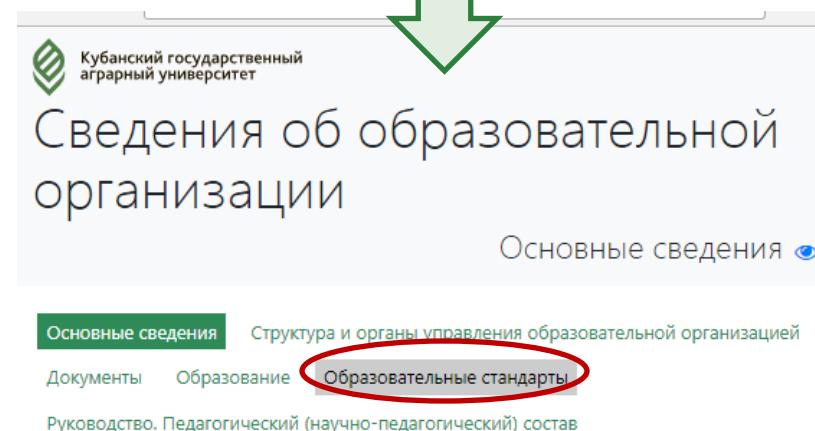 Кубанский государственный
аграрный университет
Сведения об образовательной
организации
Основные сведения
Основные сведения Структура и органы управления образовательной организацией
Документы Образование Образовательные стандарты
Руководство. Педагогический (научно-педагогический) состав